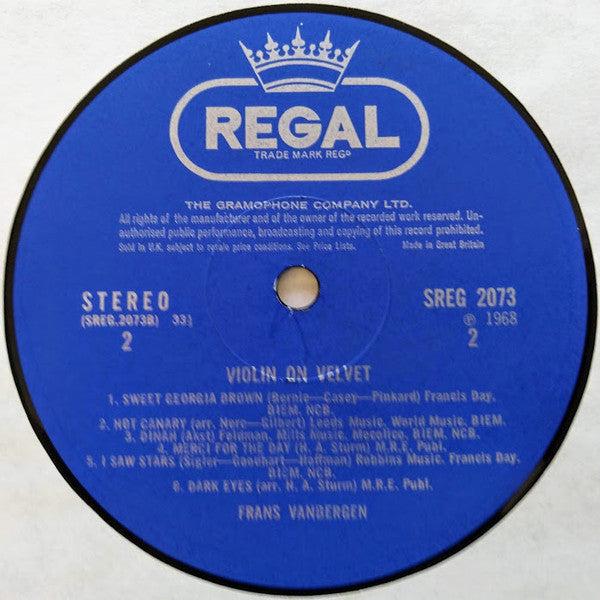 REGAL
TRADE MARK REGD
THE GRAMOPHONE COMPANY LTD.
All rights of the manufacturer and of the owner of the recorded work reserved. Un-
authorised public performance, broadcasting and copying of this record prohibited.
Sold in U.K. subject to retail price conditions. See Price Lists. Made in Great Britain
STEREO SREG 2073
(SREG.2073B) 33⅓ ℗ 1968
2 2
VIOLIN ON VELVET
1. SWEET GEORGIA BROWN (Bernie—Casey—Pinkard) Francis Day.
BIEM. NCB.
2. HOT CANARY (arr. Nero—Gilbert) Leeds Music. World Music. BIEM.
3. DINAH (Akst) Feldman. Mills Music. Mecolico. BIEM. NCB.
4. MERCI FOR THE DAY (H. A. Sturm) M.R.E. Publ.
5. I SAW STARS (Sigler—Goodhart—Hoffman) Robbins Music. Francis Day.
BIEM. NCB.
6. DARK EYES (arr. H. A. Sturm) M.R.E. Publ.
FRANS VANBERGEN